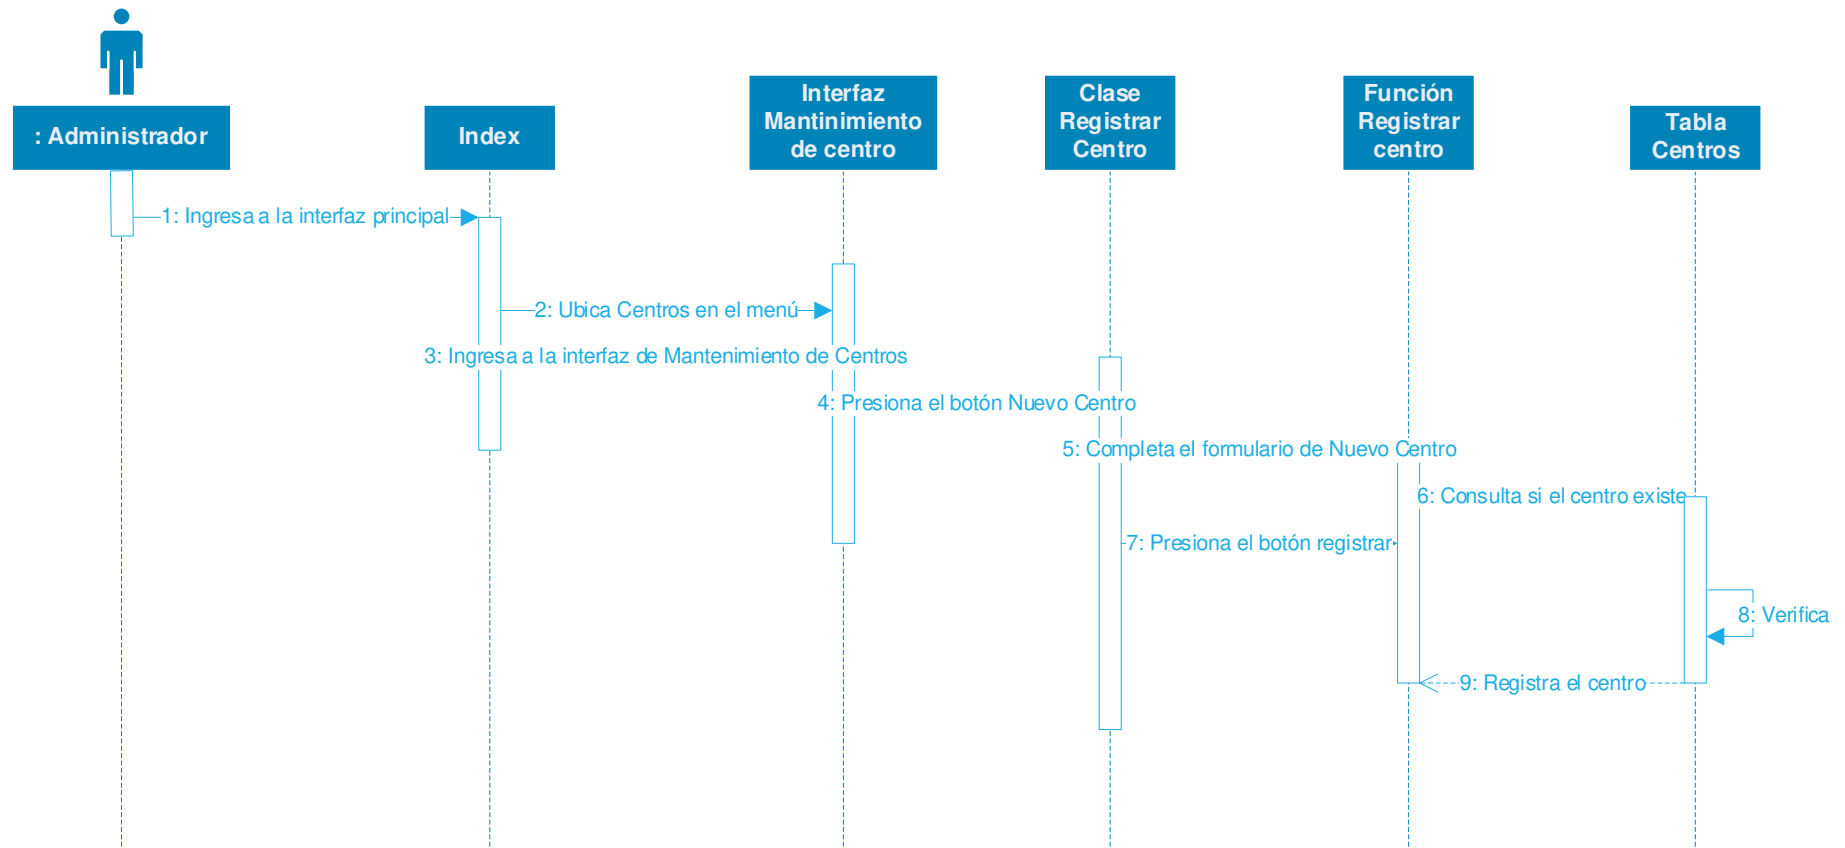 : Administrador
Index
Interfaz
Mantinimiento
de centro
Clase
Registrar
Centro
Función
Registrar
centro
Tabla
Centros
1: Ingresa a la interfaz principal
2: Ubica Centros en el menú
3: Ingresa a la interfaz de Mantenimiento de Centros
4: Presiona el botón Nuevo Centro
5: Completa el formulario de Nuevo Centro
6: Consulta si el centro existe
7: Presiona el botón registrar
8: Verifica
9: Registra el centro